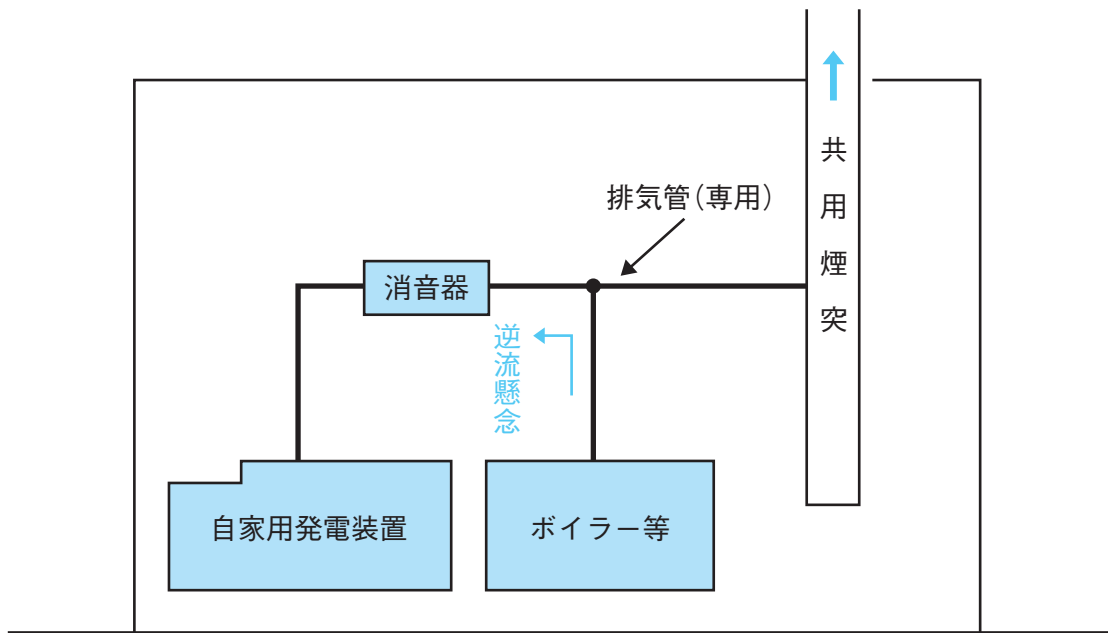 共用煙突
排気管(専用)
消音器
逆流懸念
自家用発電装置
ボイラー等